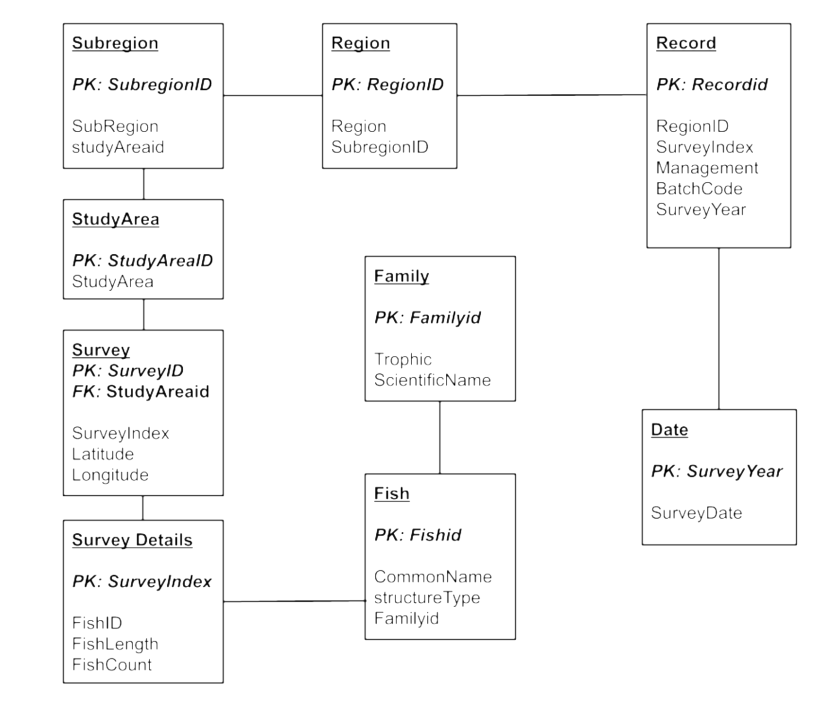 Subregion
PK: SubregionID
SubRegion
studyAreaid
Region
PK: RegionID
Region
SubregionID
Record
PK: Recordid
RegionID
SurveyIndex
Management
BatchCode
SurveyYear
StudyArea
PK: StudyAreaID
StudyArea
Family
PK: Familyid
Trophic
ScientificName
Survey
PK: SurveyID
FK: StudyAreaid
SurveyIndex
Latitude
Longitude
Date
PK: SurveyYear
SurveyDate
Fish
PK: Fishid
CommonName
structureType
Familyid
Survey Details
PK: SurveyIndex
FishID
FishLength
FishCount